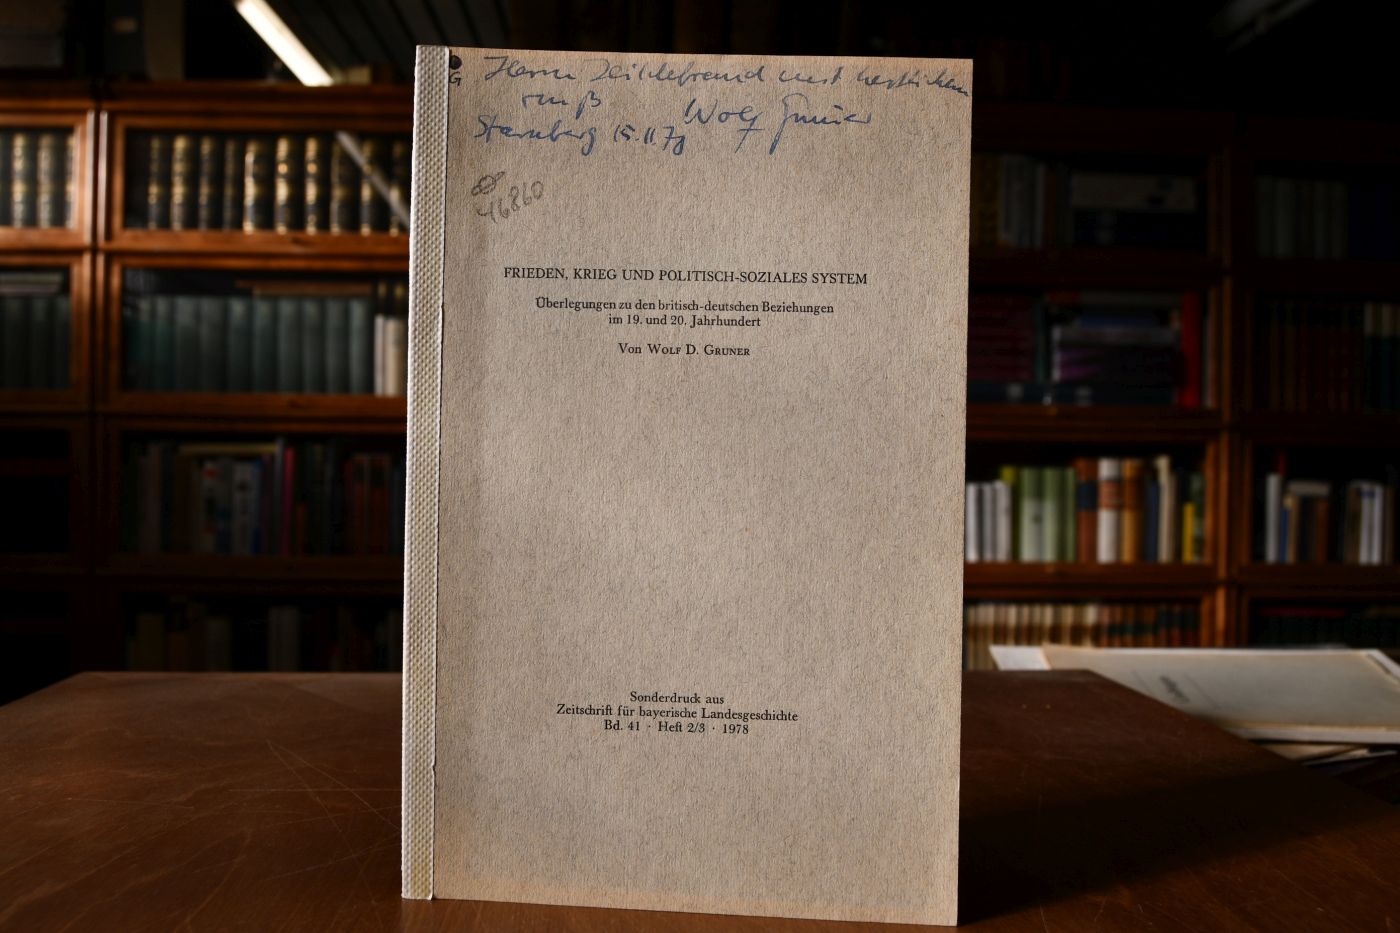 G
Herrn mit herzlichem
Gruß Wolf Gruner
Starnberg 15.11.79
46860
FRIEDEN, KRIEG UND POLITISCH-SOZIALES SYSTEM
Überlegungen zu den britisch-deutschen Beziehungen
im 19. und 20. Jahrhundert
Von WOLF D. GRUNER
Sonderdruck aus
Zeitschrift für bayerische Landesgeschichte
Bd. 41 · Heft 2/3 · 1978